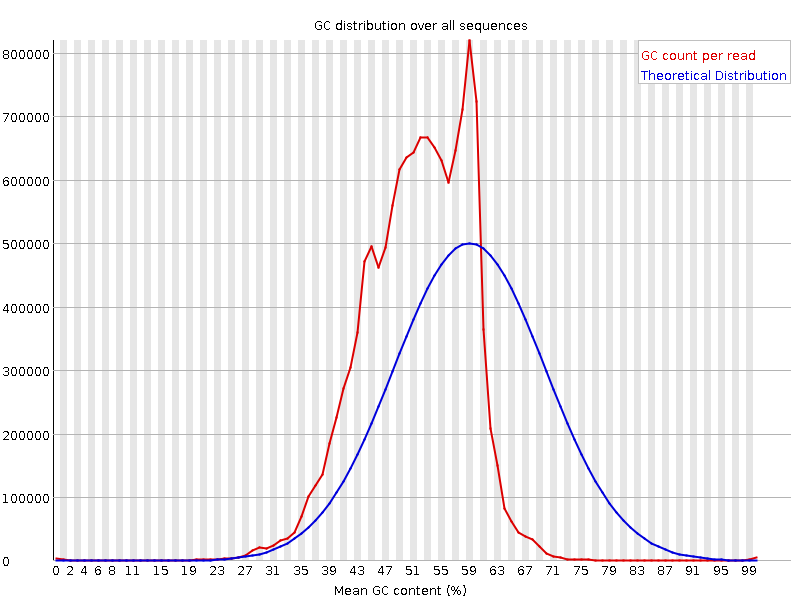 GC distribution over all sequences
GC count per read
Theoretical Distribution
800000
700000
600000
500000
400000
300000
200000
100000
0
0 2 4 6 8 11 15 19 23 27 31 35 39 43 47 51 55 59 63 67 71 75 79 83 87 91 95 99
Mean GC content (%)